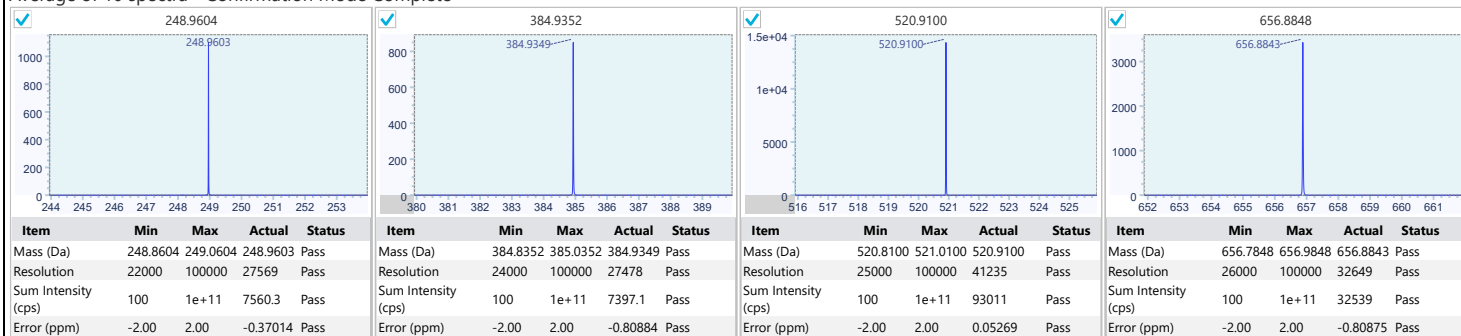 248.9604
248.9603
1000
800
600
400
200
0
244 245 246 247 248 249 250 251 252 253
Item Min Max Actual Status
Mass (Da) 248.8604 249.0604 248.9603 Pass
Resolution 22000 100000 27569 Pass
Sum Intensity
(cps) 100 1e+11 7560.3 Pass
Error (ppm) -2.00 2.00 -0.37014 Pass
384.9352
384.9349
800
600
400
200
0
380 381 382 383 384 385 386 387 388 389
Item Min Max Actual Status
Mass (Da) 384.8352 385.0352 384.9349 Pass
Resolution 24000 100000 27478 Pass
Sum Intensity
(cps) 100 1e+11 7397.1 Pass
Error (ppm) -2.00 2.00 -0.80884 Pass
520.9100
1.5e+04
520.9100
1e+04
5000
0
516 517 518 519 520 521 522 523 524 525
Item Min Max Actual Status
Mass (Da) 520.8100 521.0100 520.9100 Pass
Resolution 25000 100000 41235 Pass
Sum Intensity
(cps) 100 1e+11 93011 Pass
Error (ppm) -2.00 2.00 0.05269 Pass
656.8848
656.8843
3000
2000
1000
0
652 653 654 655 656 657 658 659 660 661
Item Min Max Actual Status
Mass (Da) 656.7848 656.9848 656.8843 Pass
Resolution 26000 100000 32649 Pass
Sum Intensity
(cps) 100 1e+11 32539 Pass
Error (ppm) -2.00 2.00 -0.80875 Pass